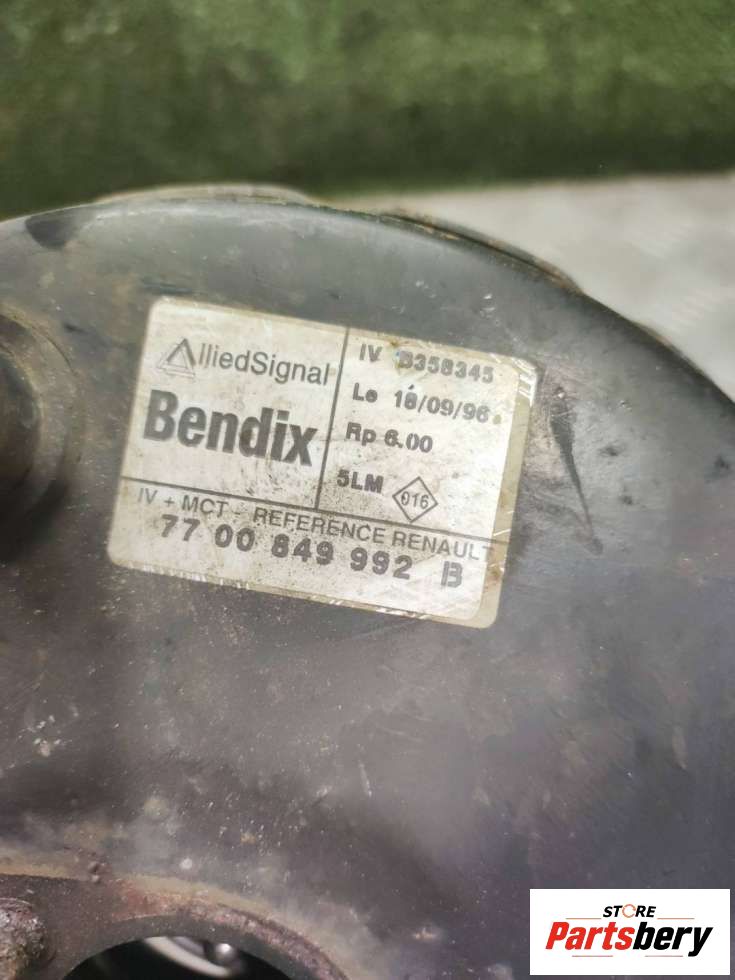 AlliedSignal
Bendix
IV B358345
Le 18/09/96
Rp 6.00
5LM 016
IV + MCT - REFERENCE RENAULT
77 00 849 992 B
STORE
Partsbery